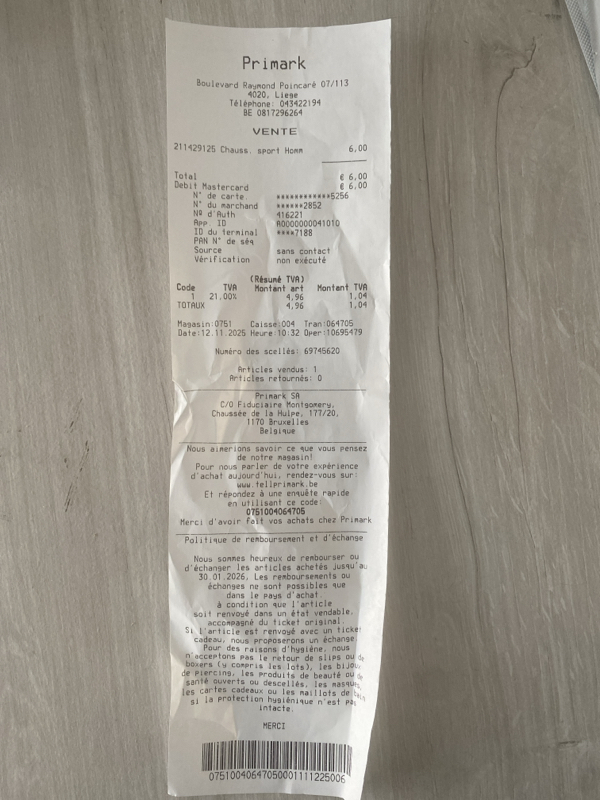 Primark
Boulevard Raymond Poincaré 07/113
4020, Liege
Téléphone: 043422194
BE 0817296264
VENTE
211429125 Chauss. sport Homm 6,00
Total € 6,00
Debit Mastercard € 6,00
N° de carte ************5256
N° du marchand ******2852
Nº d'Auth 416221
App. ID A0000000041010
ID du terminal ****7188
PAN N° de séq
Source sans contact
Vérification non exécuté
(Résumé TVA)
Code TVA Montant art Montant TVA
1 21,00% 4,96 1,04
TOTAUX 4,96 1,04
Magasin:0751 Caisse:004 Tran:064705
Date:12.11.2025 Heure:10:32 Oper:10695479
Numéro des scellés: 69745620
Articles vendus: 1
Articles retournés: 0
Primark SA
C/O Fiduciaire Montgomery,
Chaussée de la Hulpe, 177/20,
1170 Bruxelles
Belgique
Nous aimerions savoir ce que vous pensez
de notre magasin!
Pour nous parler de votre expérience
d'achat aujourd'hui, rendez-vous sur:
www.tellprimark.be
Et répondez à une enquête rapide
en utilisant ce code:
0751004064705
Merci d'avoir fait vos achats chez Primark
Politique de remboursement et d'échange
Nous sommes heureux de rembourser ou
d'échanger les articles achetés jusqu'au
30.01.2026, Les remboursements ou
échanges ne sont possibles que
dans le pays d'achat.
à condition que l'article
soit renvoyé dans un état vendable,
accompagné du ticket original.
Si l'article est renvoyé avec un ticket
cadeau, nous proposerons un échange
Pour des raisons d'hygiène, nous
n'acceptons pas le retour de slips ou de
boxers (y compris les lots), les bijoux
de piercing, les produits de beauté ou de
santé ouverts ou descellés, les masques,
les cartes cadeaux ou les maillots de bain
si la protection hygiénique n'est pas
intacte.
MERCI
07510040647050001111225006